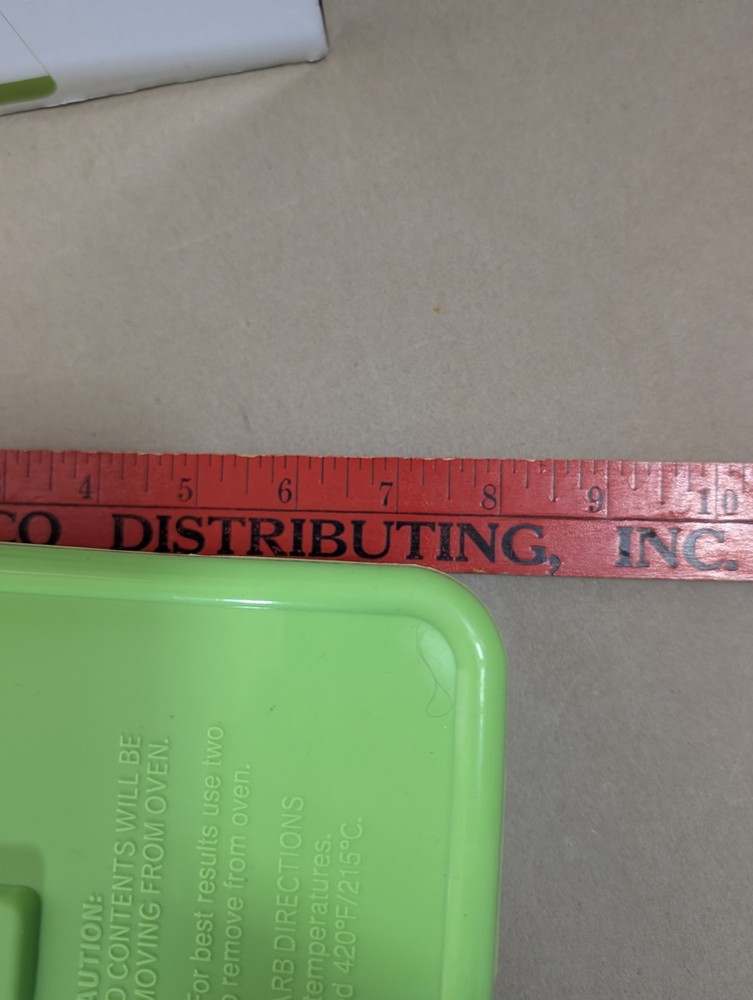 4 5 6 7 8 9 10
CO DISTRIBUTING, INC.
AUTION:
D CONTENTS WILL BE
MOVING FROM OVEN.
For best results use two
o remove from oven.
ARB DIRECTIONS
temperatures.
d 420°F/215°C.